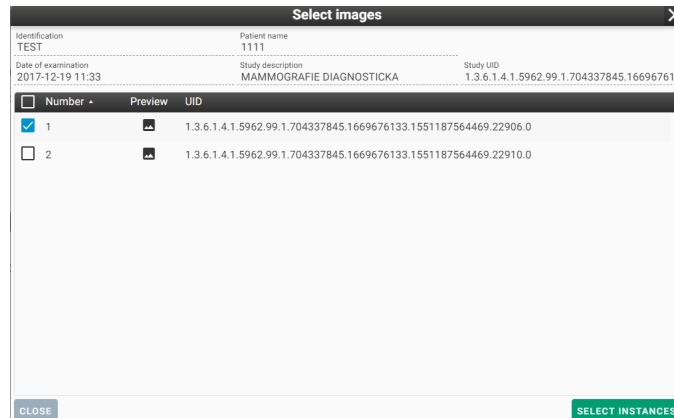 Select images
Identification
TEST
Patient name
1111
Date of examination
2017-12-19 11:33
Study description
MAMMOGRAFIE DIAGNOSTICKA
Study UID
1.3.6.1.4.1.5962.99.1.704337845.16696761
Number
Preview
UID
1 1.3.6.1.4.1.5962.99.1.704337845.1669676133.1551187564469.22906.0
2 1.3.6.1.4.1.5962.99.1.704337845.1669676133.1551187564469.22910.0
CLOSE
SELECT INSTANCES